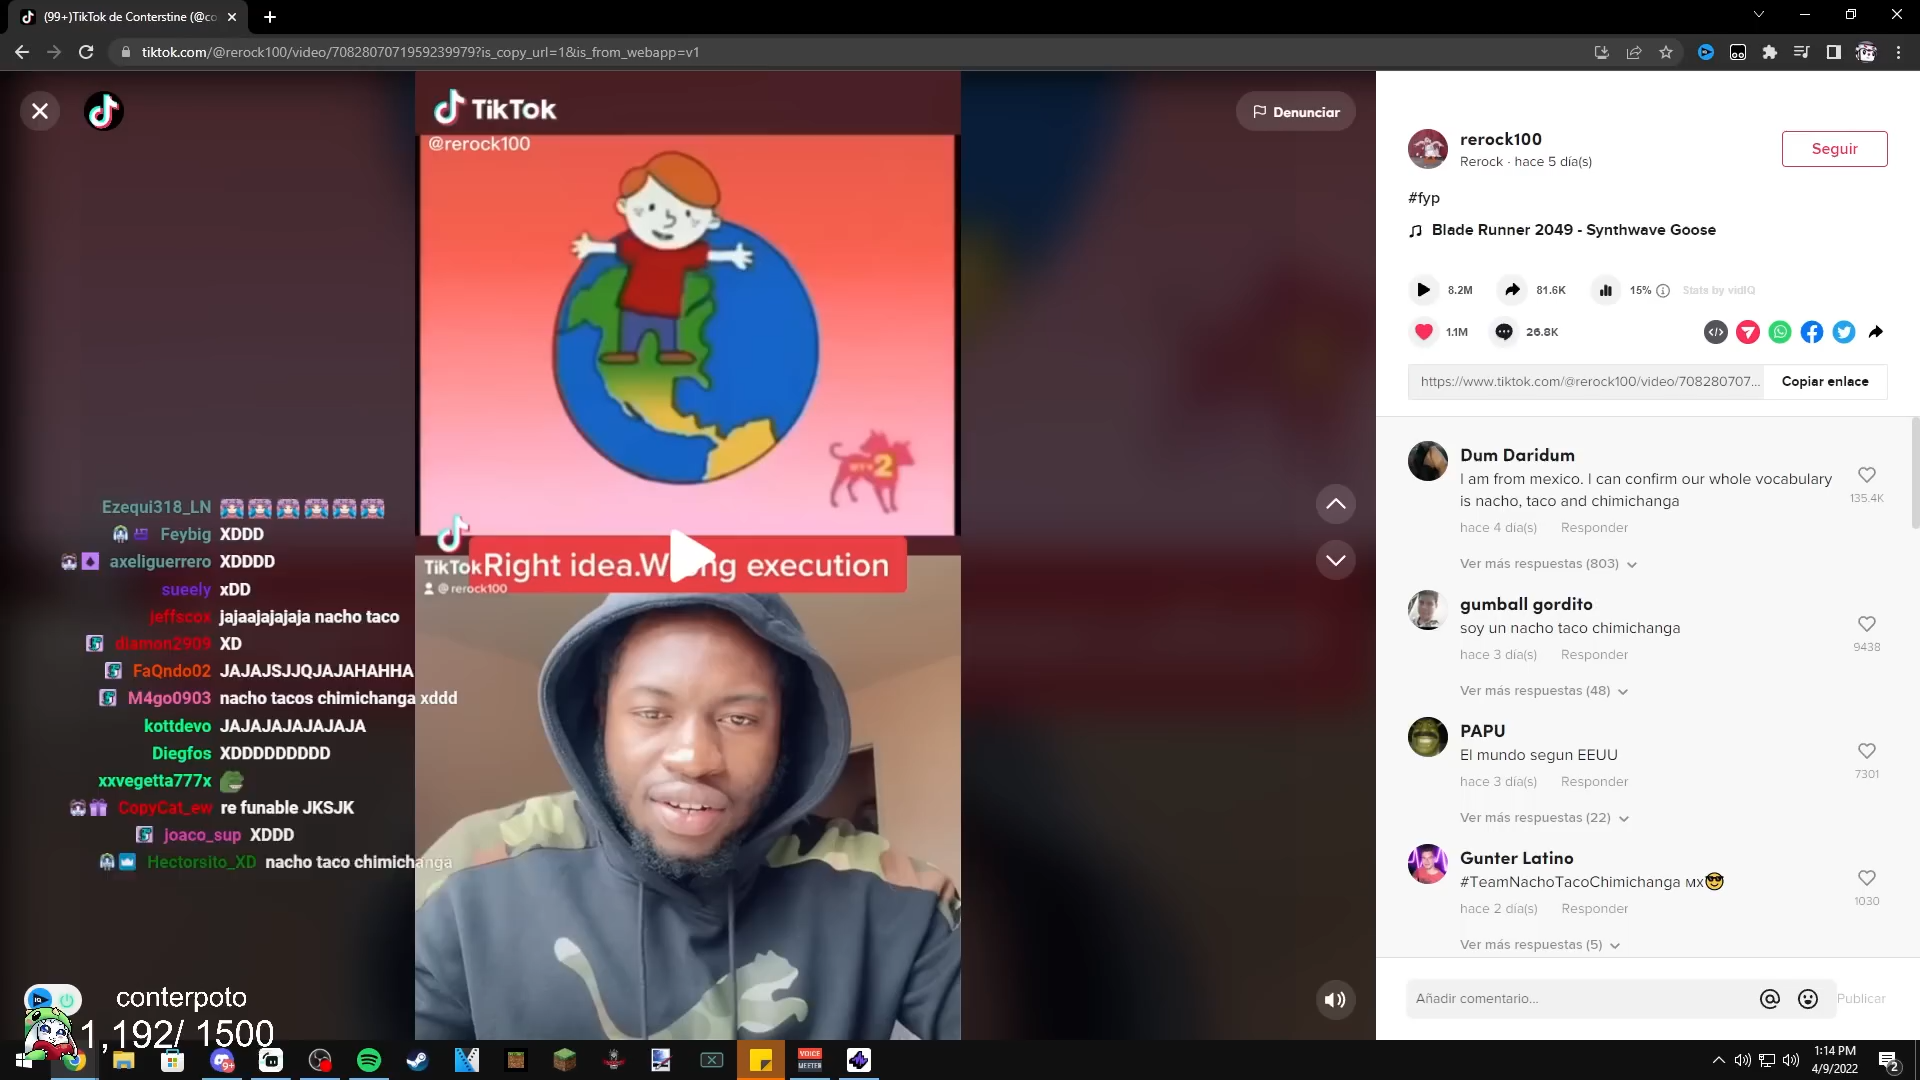 (99+)TikTok de Conterstine (@co
tiktok.com/@rerock100/video/7082807071959239979?is_copy_url=1&is_from_webapp=v1
TikTok
@rerock100
Denunciar
2
TikTok
@rerock100
Right idea.Wrong execution
Ezequi318_LN
Feybig XDDD
axeliguerrero XDDDD
sueely xDD
jeffscox jajaajajajaja nacho taco
diamon2909 XD
FaQndo02 JAJAJSJJQJAJAHAHHA
M4go0903 nacho tacos chimichanga xddd
kottdevo JAJAJAJAJAJAJA
Diegfos XDDDDDDDDD
xxvegetta777x
CopyCat_ew re funable JKSJK
joaco_sup XDDD
Hectorsito_XD nacho taco chimichanga
conterpoto
1,192/ 1500
rerock100
Rerock · hace 5 día(s)
Seguir
#fyp
Blade Runner 2049 - Synthwave Goose
8.2M 81.6K 15% Stats by vidIQ
1.1M 26.8K
https://www.tiktok.com/@rerock100/video/708280707... Copiar enlace
Dum Daridum
I am from mexico. I can confirm our whole vocabulary
is nacho, taco and chimichanga
135.4K
hace 4 día(s) Responder
Ver más respuestas (803)
gumball gordito
soy un nacho taco chimichanga
9438
hace 3 día(s) Responder
Ver más respuestas (48)
PAPU
El mundo segun EEUU
7301
hace 3 día(s) Responder
Ver más respuestas (22)
Gunter Latino
#TeamNachoTacoChimichanga мx😎
1030
hace 2 día(s) Responder
Ver más respuestas (5)
Añadir comentario... Publicar
VOICE
MEETER
1:14 PM
4/9/2022
2